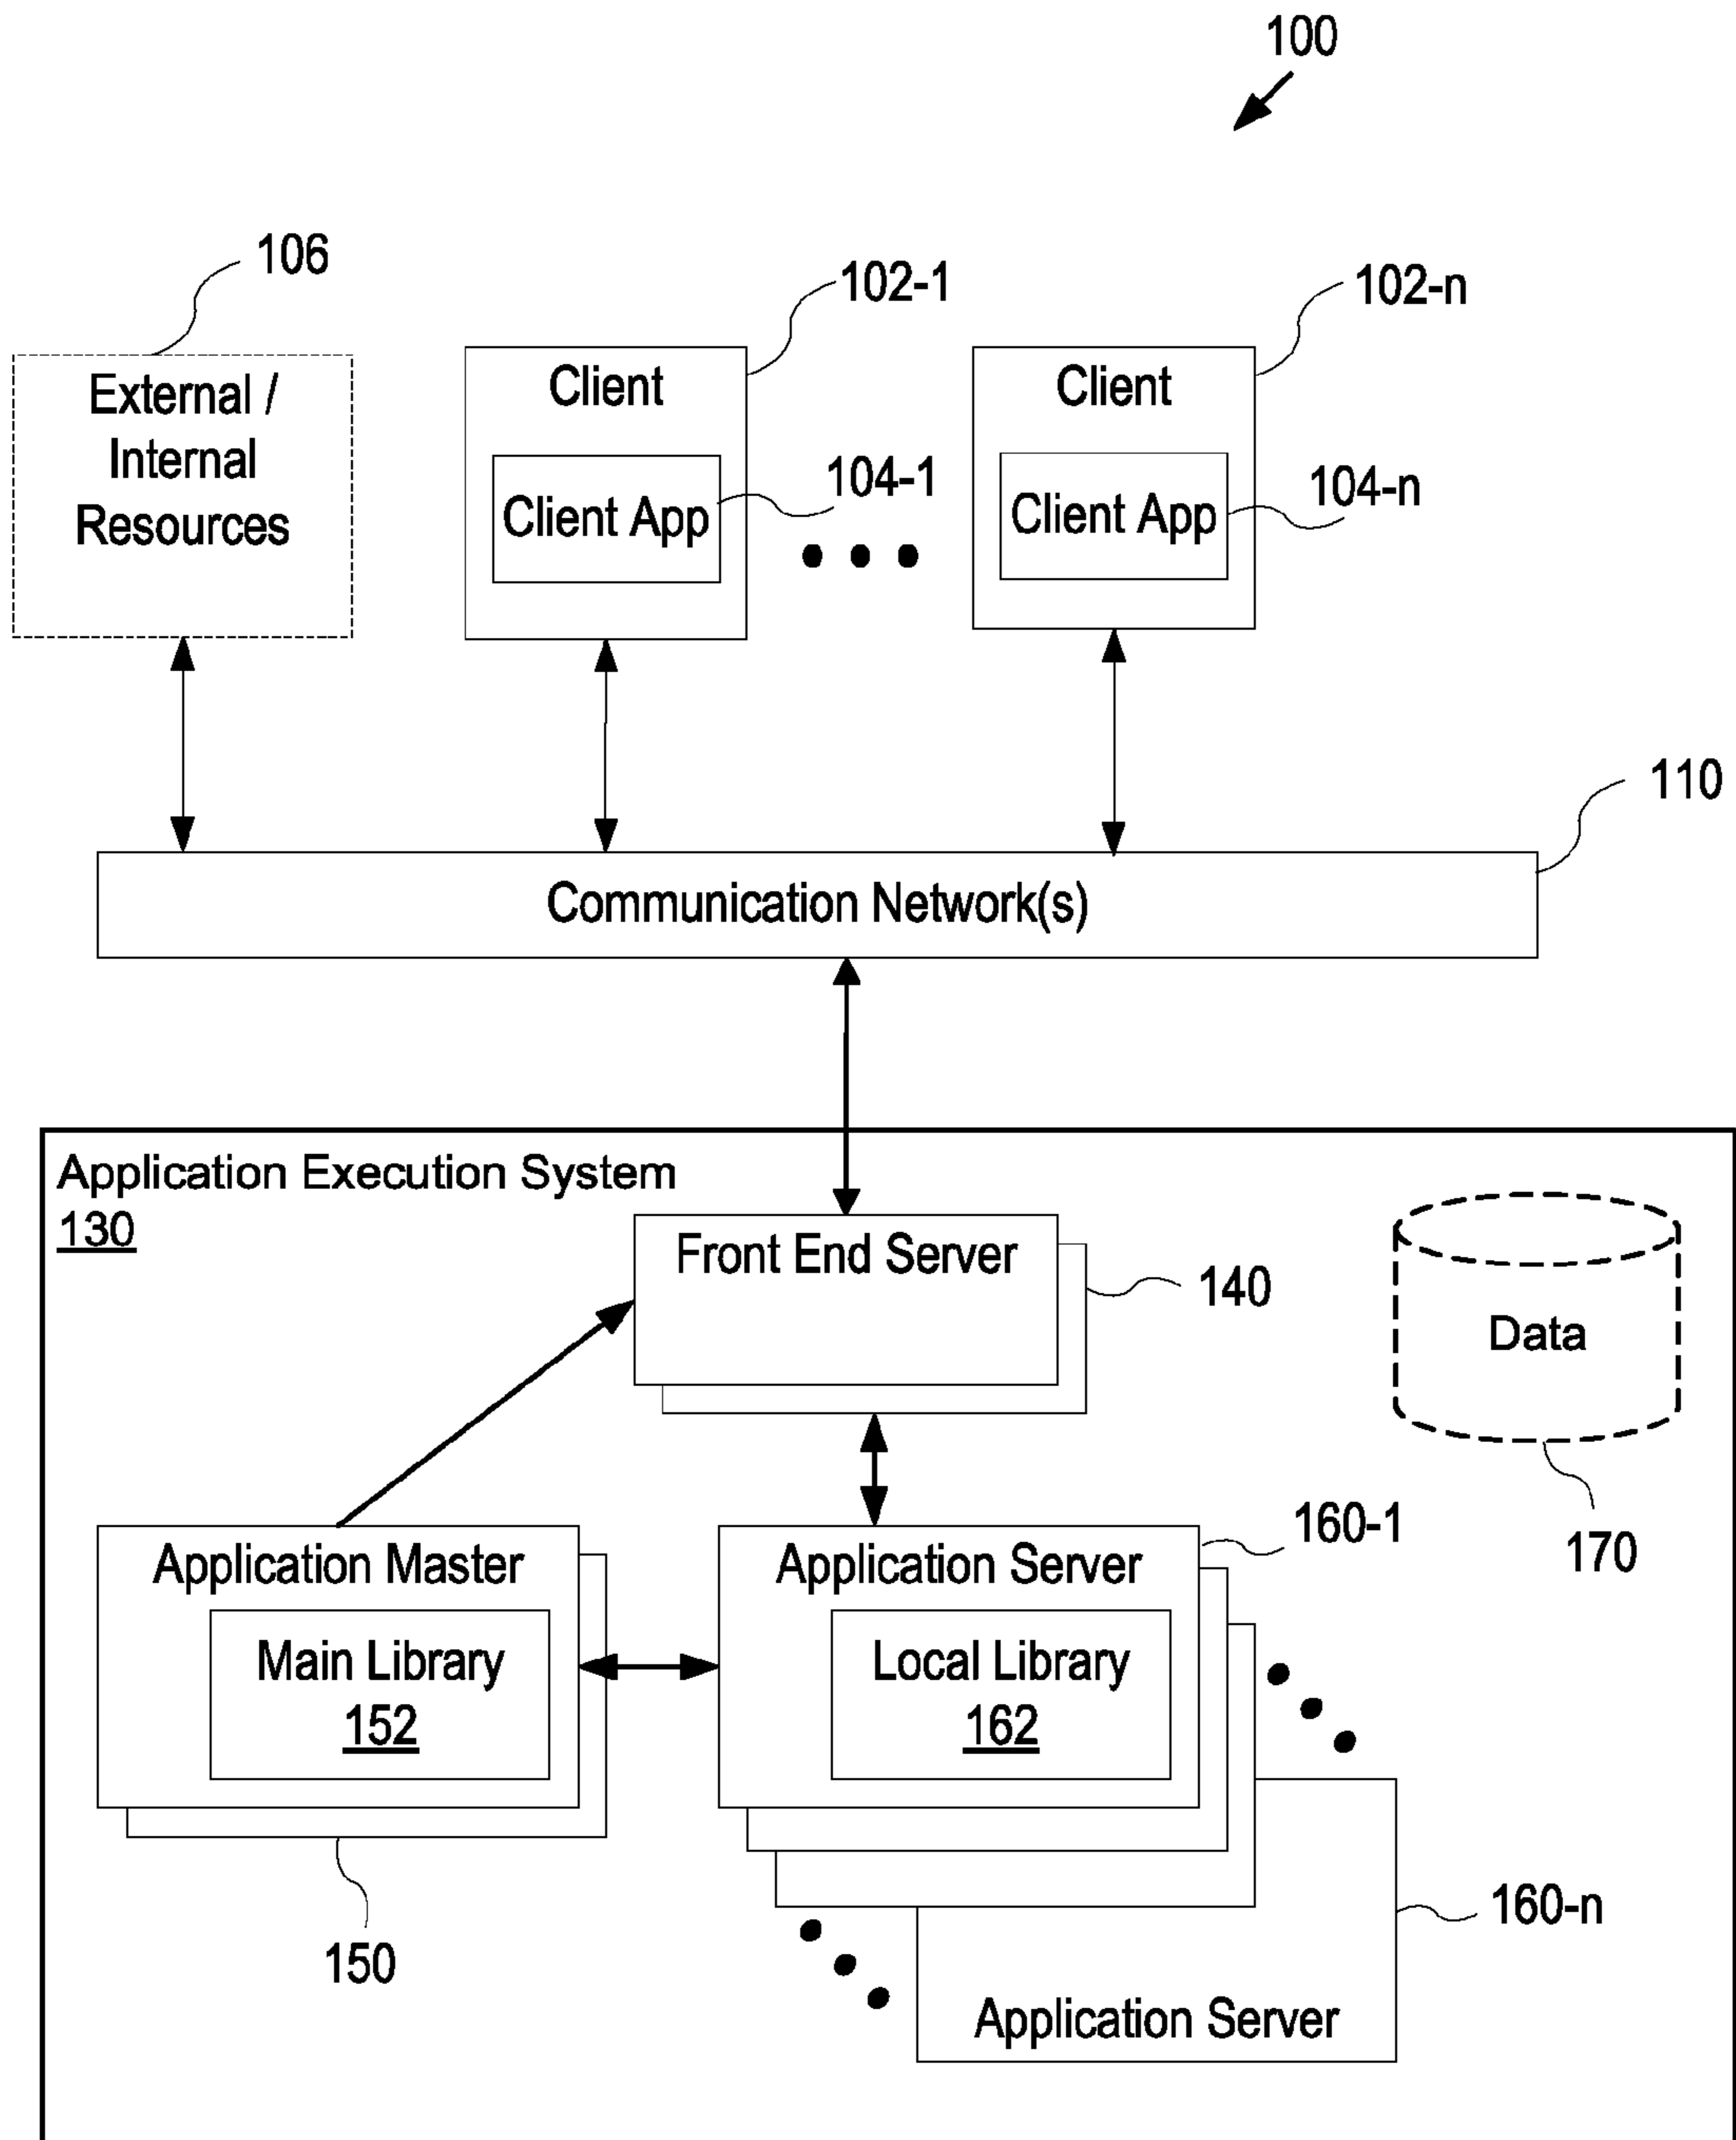 100
106
102-1
102-n
External /
Internal
Resources
Client
Client App
104-1
Client
Client App
104-n
110
Communication Network(s)
Application Execution System
130
Front End Server
140
Data
170
160-1
Application Master
Main Library
152
150
Application Server
Local Library
162
160-n
Application Server